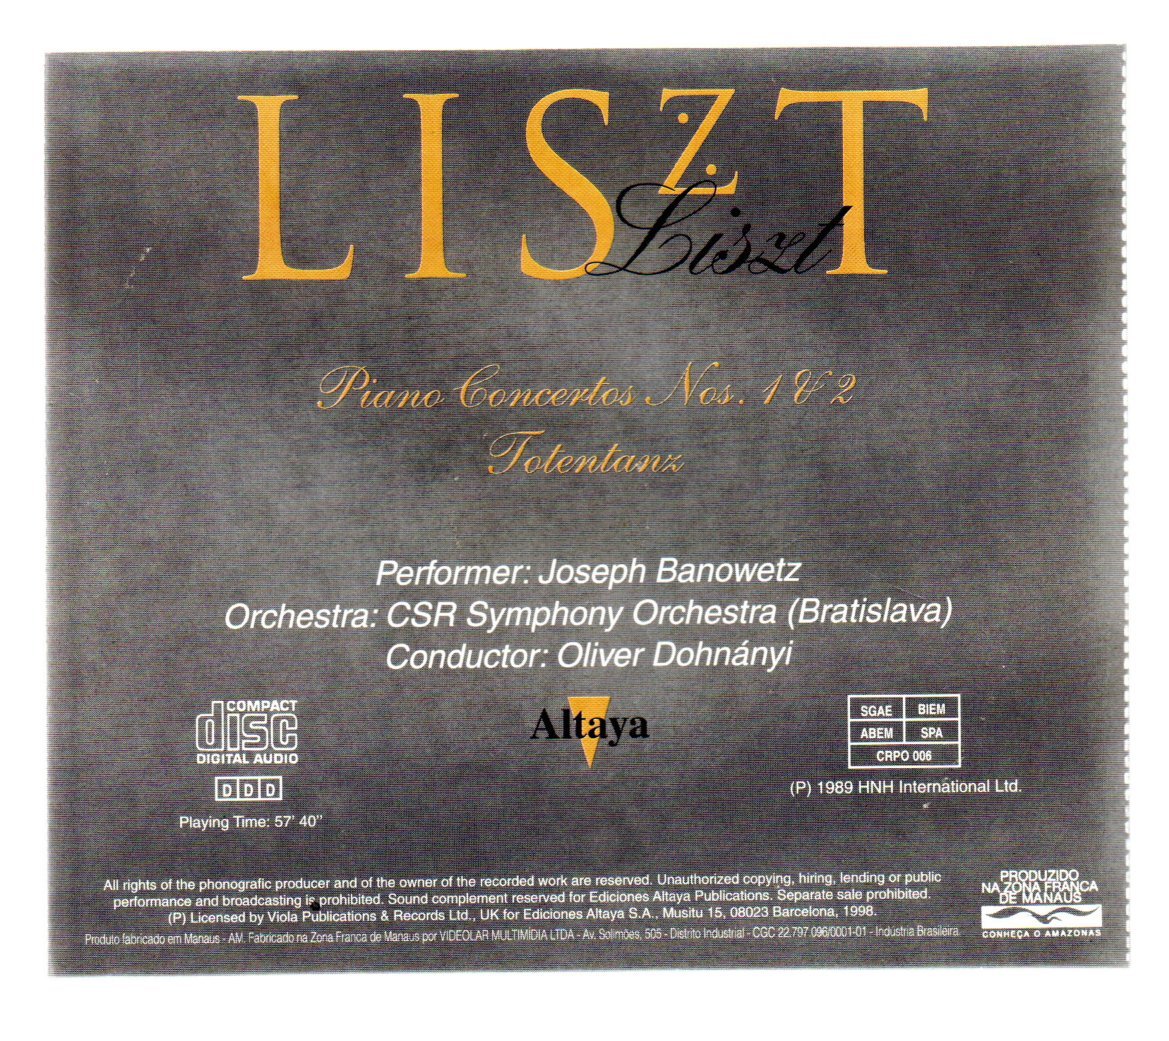 LISZT
Liszt
Piano Concertos Nos. 1 & 2
Totentanz
Performer: Joseph Banowetz
Orchestra: CSR Symphony Orchestra (Bratislava)
Conductor: Oliver Dohnányi
COMPACT
disc
DIGITAL AUDIO
DDD
Playing Time: 57' 40''
Altaya
SGAE BIEM
ABEM SPA
CRPO 006
(P) 1989 HNH International Ltd.
All rights of the phonografic producer and of the owner of the recorded work are reserved. Unauthorized copying, hiring, lending or public
performance and broadcasting is prohibited. Sound complement reserved for Ediciones Altaya Publications. Separate sale prohibited.
(P) Licensed by Viola Publications & Records Ltd., UK for Ediciones Altaya S.A., Musitu 15, 08023 Barcelona, 1998.
Produto fabricado em Manaus - AM. Fabricado na Zona Franca de Manaus por VIDEOLAR MULTIMIDIA LTDA - Av. Solimões, 505 - Distrito Industrial - CGC 22.797.096/0001-01 - Industria Brasileira.
PRODUZIDO
NA ZONA FRANCA
DE MANAUS
CONHEÇA O AMAZONAS